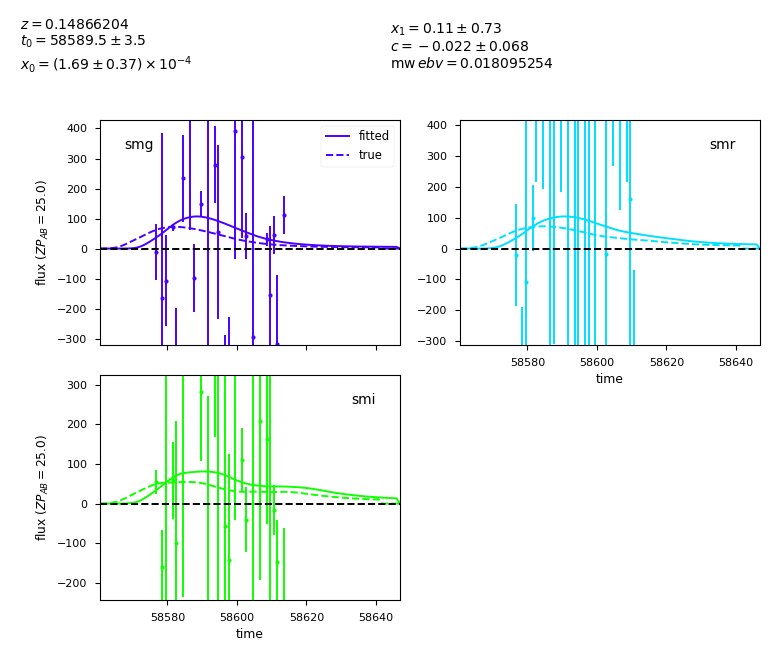 z = 0.14866204
t₀ = 58589.5 ± 3.5
x₀ = (1.69 ± 0.37) × 10⁻⁴
x₁ = 0.11 ± 0.73
c = −0.022 ± 0.068
mw ebv = 0.018095254
smg
fitted
true
400
300
200
100
0
−100
−200
−300
flux (ZP_AB = 25.0)
smr
400
300
200
100
0
−100
−200
−300
58580 58600 58620 58640
time
smi
300
200
100
0
−100
−200
flux (ZP_AB = 25.0)
58580 58600 58620 58640
time